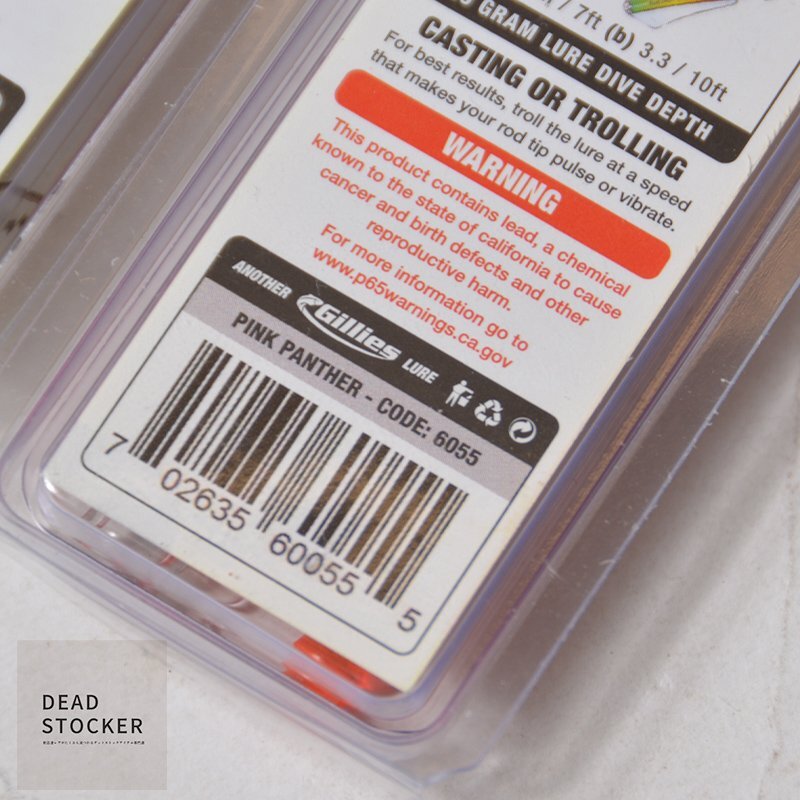 / 7ft (b) 3.3 / 10ft
GRAM LURE DIVE DEPTH
CASTING OR TROLLING
For best results, troll the lure at a speed
that makes your rod tip pulse or vibrate.
WARNING
This product contains lead, a chemical
known to the state of california to cause
cancer and birth defects and other
reproductive harm.
For more information go to
www.p65warnings.ca.gov
ANOTHER Gillies LURE
PINK PANTHER - CODE: 6055
7 02635 60055 5
DEAD
STOCKER